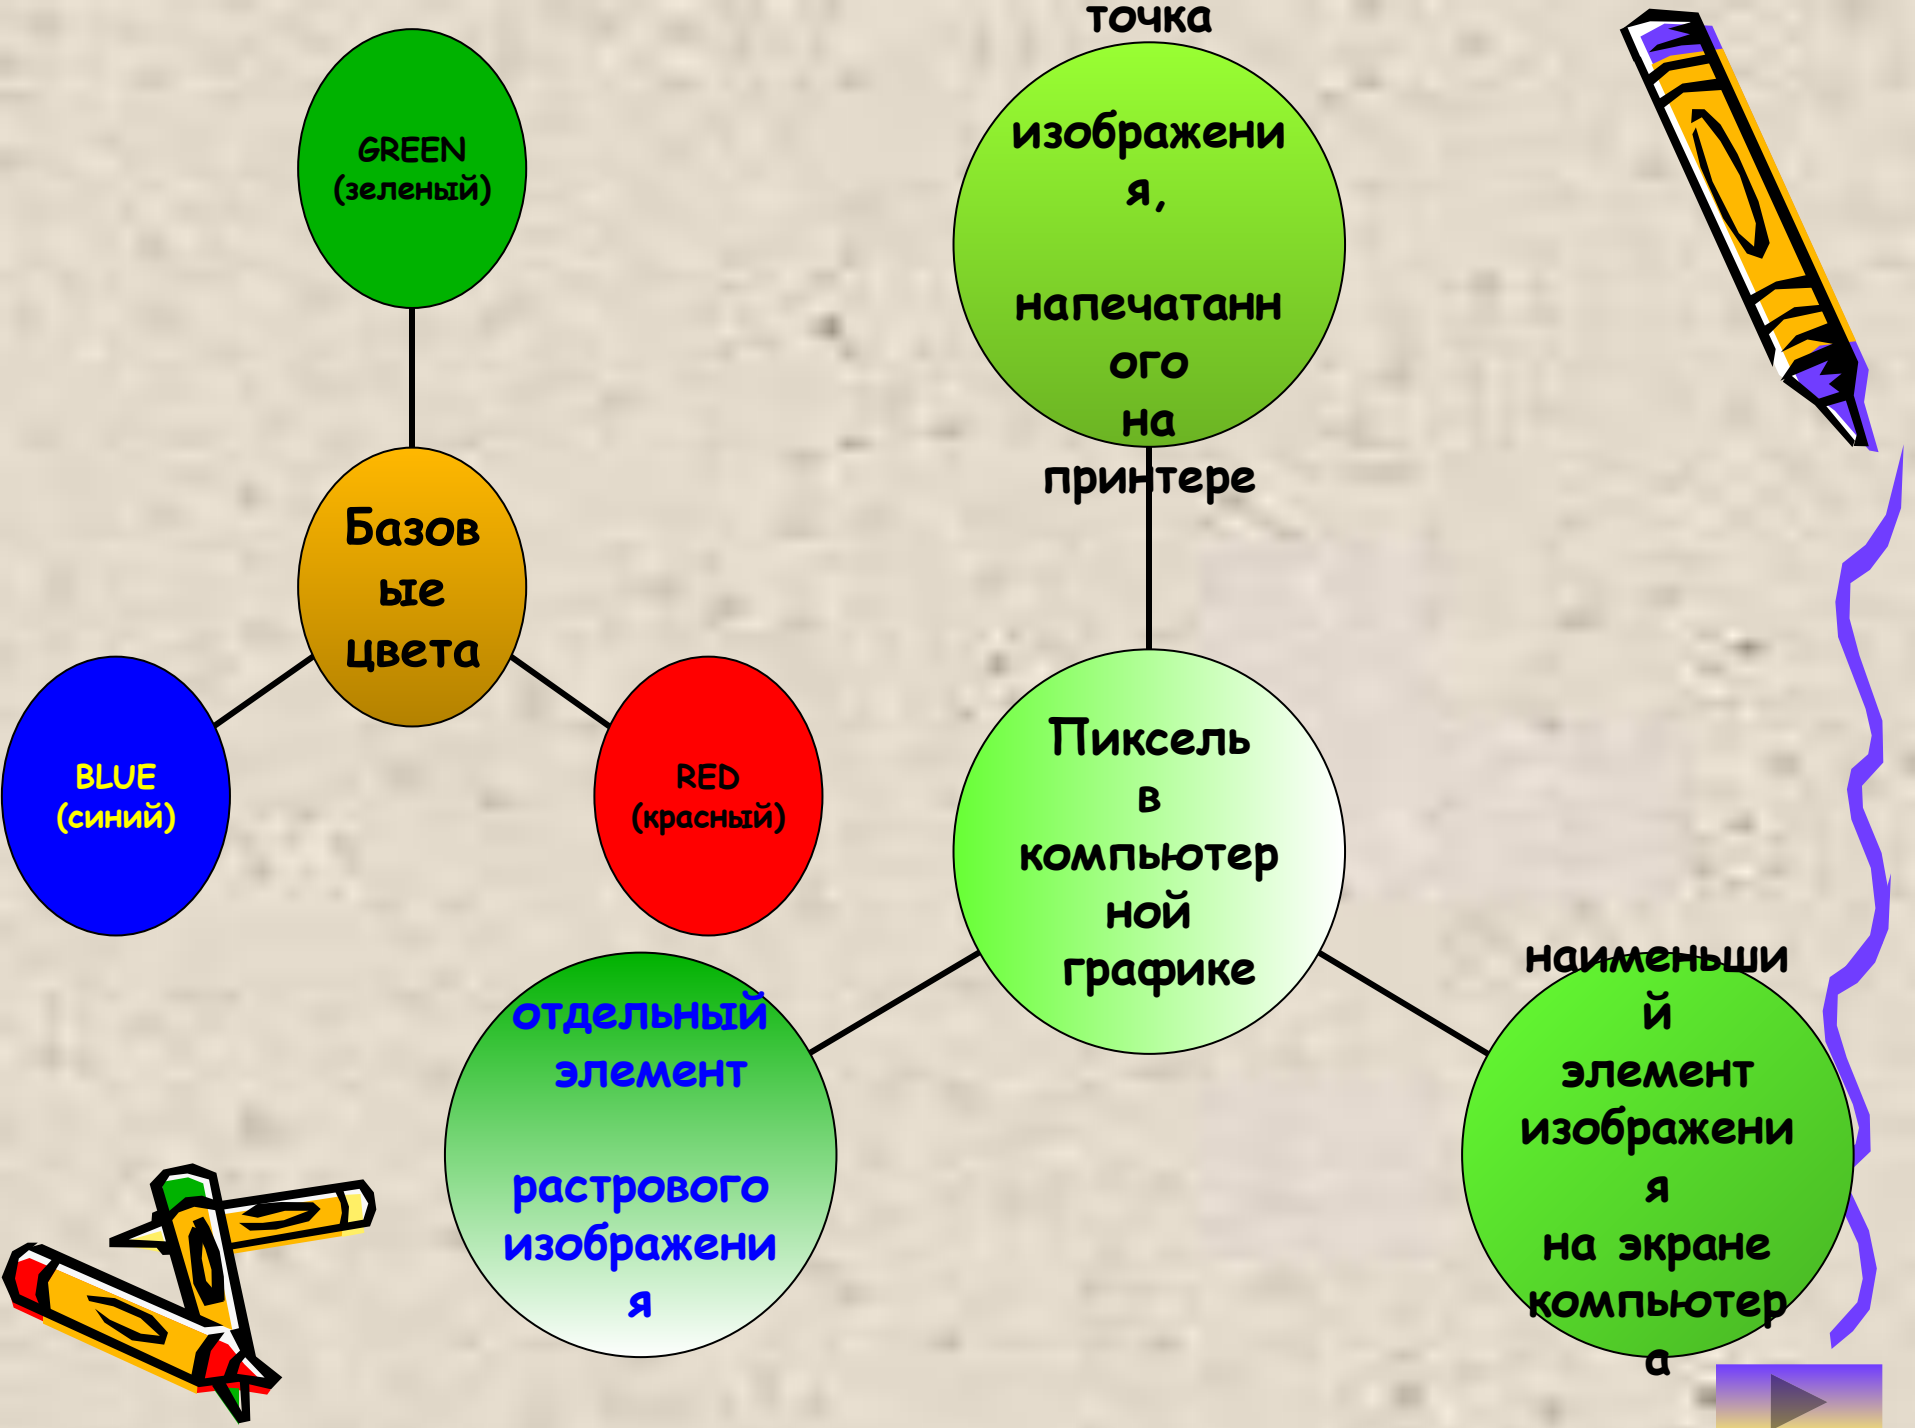 GREEN
(зеленый)
Базов
ые
цвета
BLUE
(синий)
RED
(красный)
точка
изображени
я,
напечатанн
ого
на
принтере
Пиксель
в
компьютер
ной
графике
отдельный
элемент
растрового
изображени
я
наименьши
й
элемент
изображени
я
на экране
компьютер
а